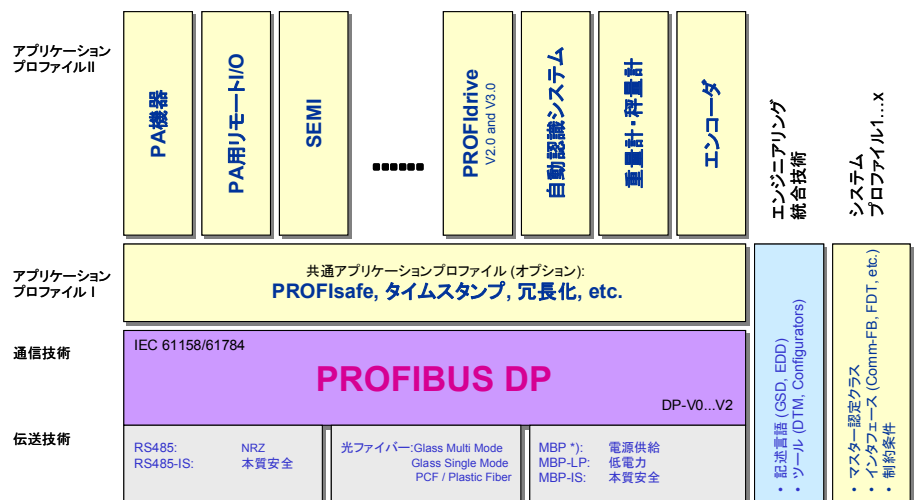 アプリケーション
プロファイルII
PA機器
PA用リモートI/O
SEMI
......
PROFIdrive
V2.0 and V3.0
自動認識システム
重量計・秤量計
エンコーダ
エンジニアリング
統合技術
システム
プロファイル1...x
アプリケーション
プロファイル I
共通アプリケーションプロファイル (オプション):
PROFIsafe, タイムスタンプ, 冗長化, etc.
通信技術
IEC 61158/61784
PROFIBUS DP
DP-V0...V2
伝送技術
RS485: NRZ
RS485-IS: 本質安全
光ファイバー:Glass Multi Mode
Glass Single Mode
PCF / Plastic Fiber
MBP *): 電源供給
MBP-LP: 低電力
MBP-IS: 本質安全
• 記述言語 (GSD, EDD)
• ツール (DTM, Configurators)
• マスター認定クラス
• インタフェース (Comm-FB, FDT, etc.)
• 制約条件